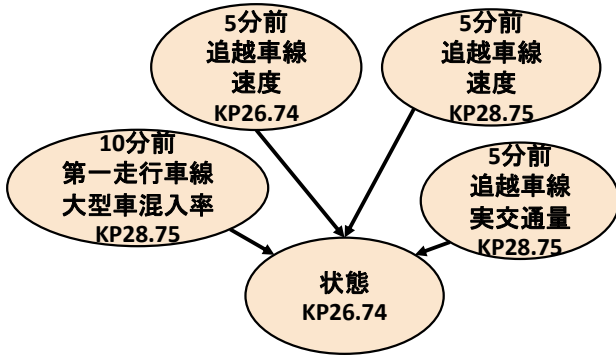 5分前
追越車線
速度
KP26.74
5分前
追越車線
速度
KP28.75
10分前
第一走行車線
大型車混入率
KP28.75
5分前
追越車線
実交通量
KP28.75
状態
KP26.74